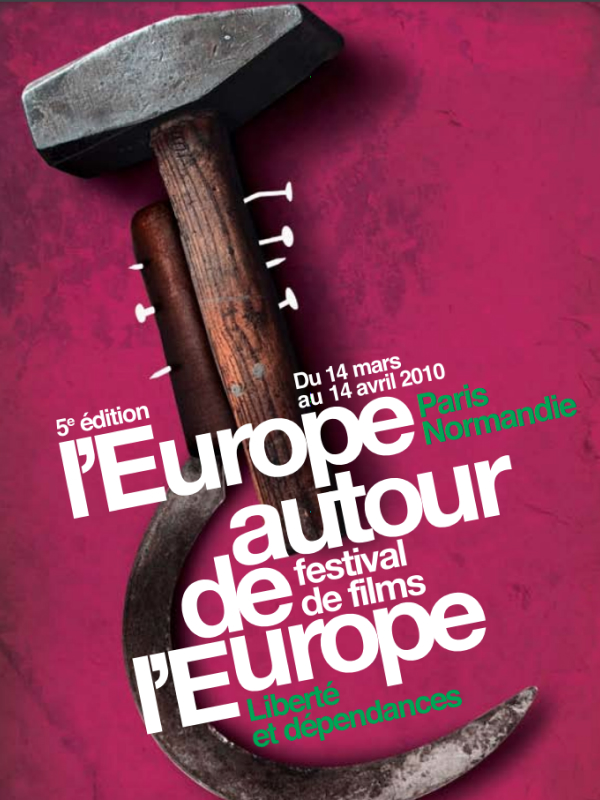 5e édition
Du 14 mars
au 14 avril 2010
l'Europe
Paris
Normandie
autour
de
festival
de films
l'Europe
Liberté
et dépendances